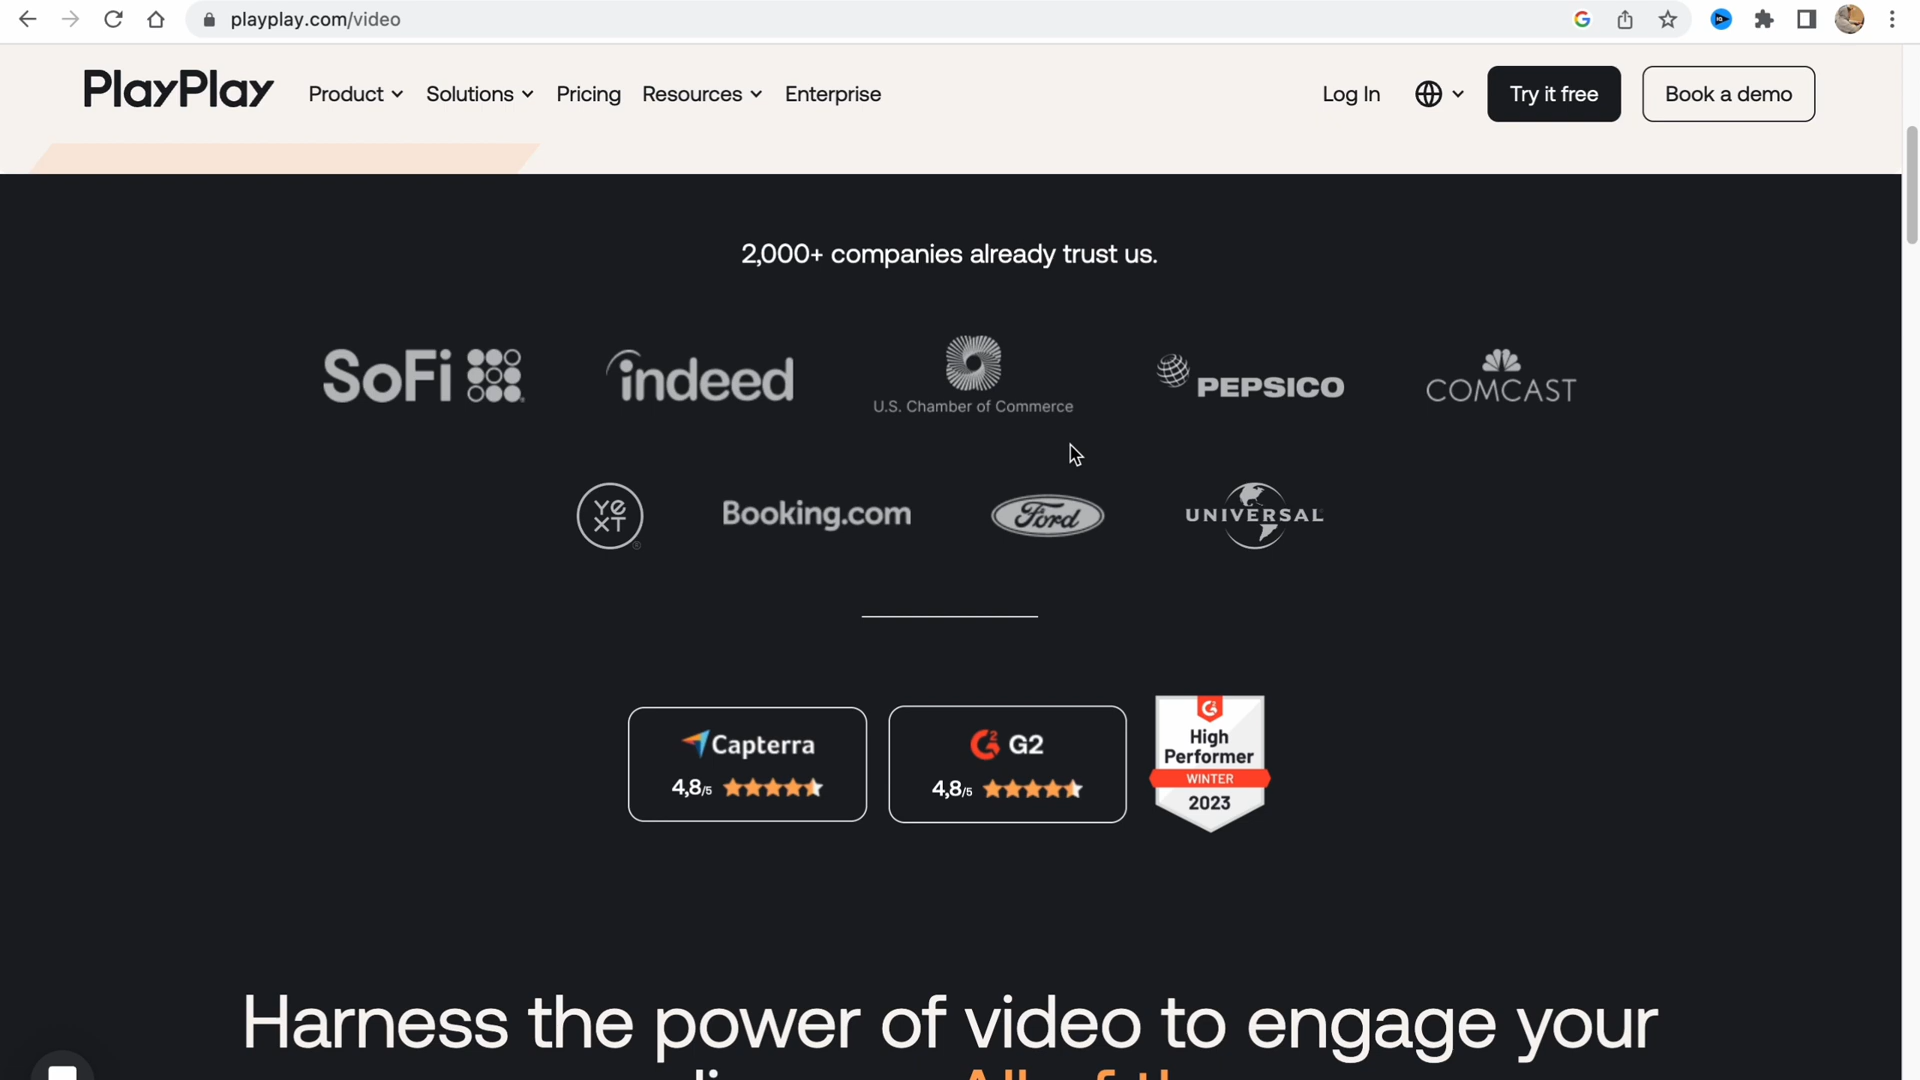 playplay.com/video
PlayPlay Product Solutions Pricing Resources Enterprise Log In Try it free Book a demo
2,000+ companies already trust us.
SoFi indeed U.S. Chamber of Commerce PEPSICO COMCAST
YEXT Booking.com Ford UNIVERSAL
Capterra
4,8/5
G2
4,8/5
High
Performer
WINTER
2023
Harness the power of video to engage your